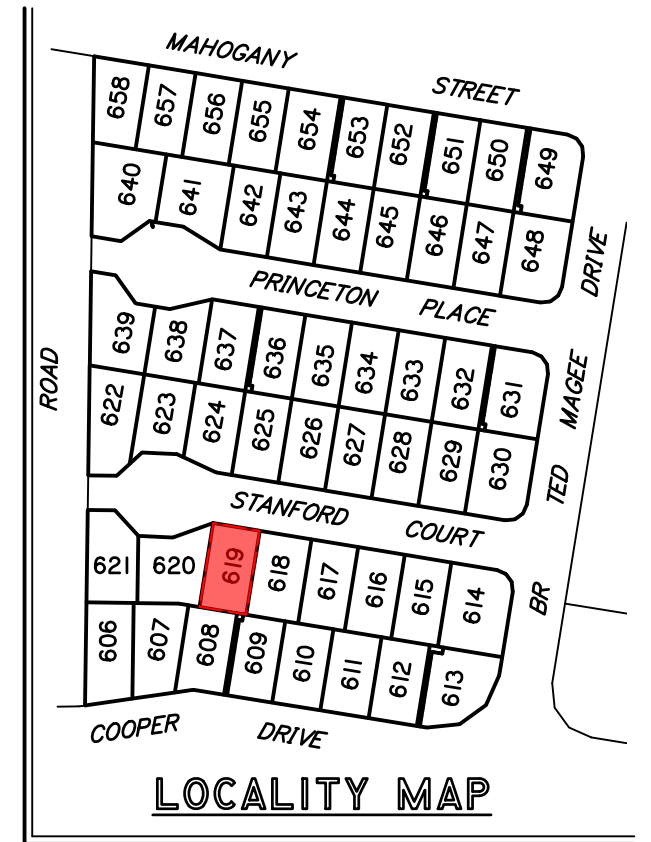 MAHOGANY STREET
658 657 656 655 654 653 652 651 650 649
640 641 642 643 644 645 646 647 648
DRIVE
PRINCETON PLACE
639 638 637 636 635 634 633 632 631
ROAD
MAGEE
622 623 624 625 626 627 628 629 630
TED
STANFORD COURT
621 620 619 618 617 616 615 614
BR
606 607 608 609 610 611 612 613
COOPER DRIVE
LOCALITY MAP